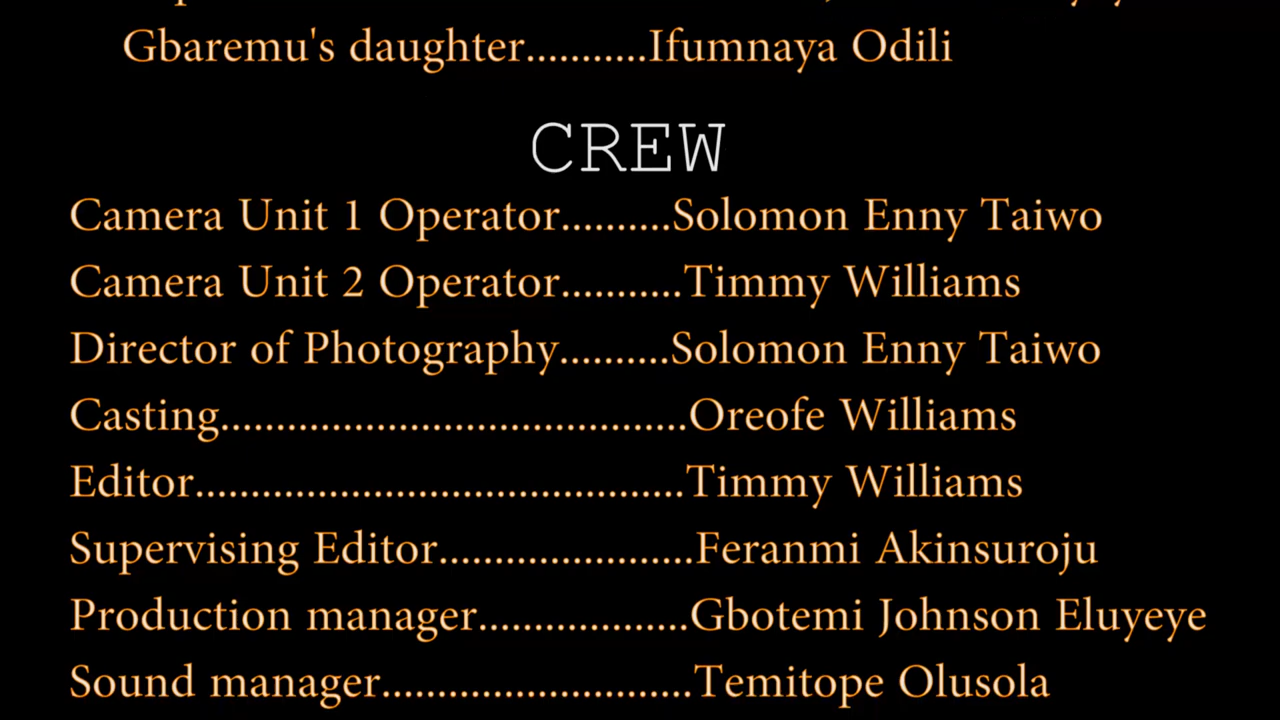 Gbaremu's daughter...........Ifumnaya Odili
CREW
Camera Unit 1 Operator..........Solomon Enny Taiwo
Camera Unit 2 Operator...........Timmy Williams
Director of Photography..........Solomon Enny Taiwo
Casting..........................................Oreofe Williams
Editor............................................Timmy Williams
Supervising Editor.......................Feranmi Akinsuroju
Production manager...................Gbotemi Johnson Eluyeye
Sound manager............................Temitope Olusola